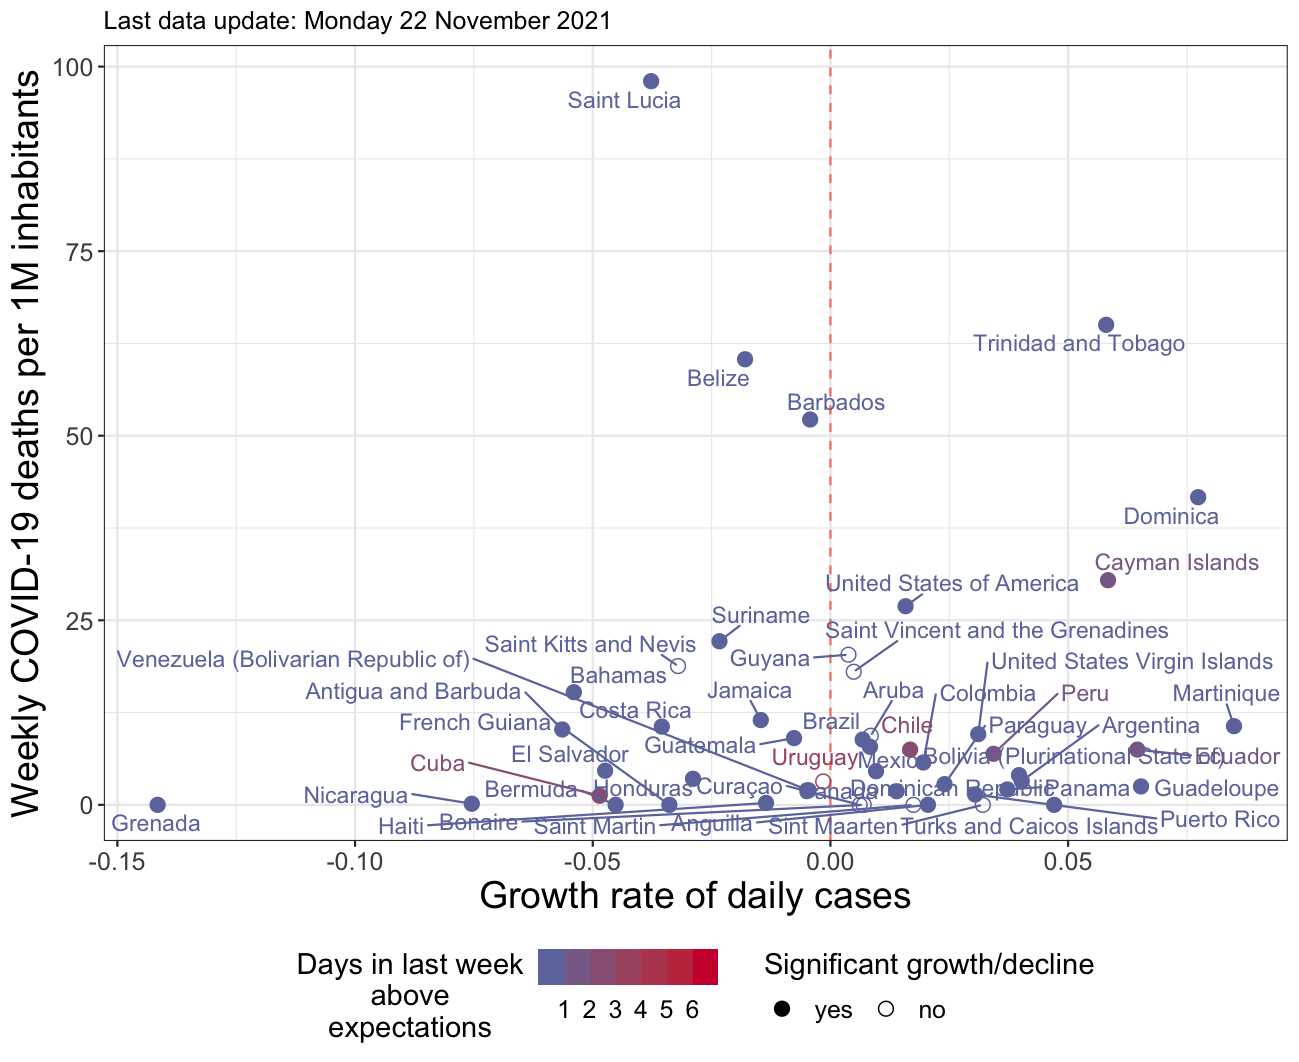 Last data update: Monday 22 November 2021
Weekly COVID-19 deaths per 1M inhabitants
100
75
50
25
0
Saint Lucia
Trinidad and Tobago
Belize
Barbados
Dominica
Cayman Islands
United States of America
Suriname
Saint Vincent and the Grenadines
Saint Kitts and Nevis
Guyana
Venezuela (Bolivarian Republic of)
United States Virgin Islands
Bahamas
Antigua and Barbuda
Jamaica
Aruba
Colombia
Peru
Martinique
Costa Rica
French Guiana
Brazil
Chile
Paraguay
Argentina
Guatemala
El Salvador
Uruguay
Mexico
Bolivia (Plurinational State of)
Ecuador
Cuba
Nicaragua
Bermuda
Honduras
Curaçao
Canada
Dominican Republic
Panama
Guadeloupe
Grenada
Haiti
Bonaire
Saint Martin
Anguilla
Sint Maarten
Turks and Caicos Islands
Puerto Rico
-0.15
-0.10
-0.05
0.00
0.05
Growth rate of daily cases
Days in last week
above
expectations
1 2 3 4 5 6
Significant growth/decline
yes
no